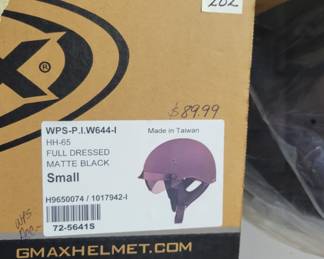 202
X®
$89.99
WPS-P.I.W644-I
Made in Taiwan
HH-65
FULL DRESSED
MATTE BLACK
Small
H9650074 / 1017942-I
72-5641S
WPS
GMAXHELMET.COM